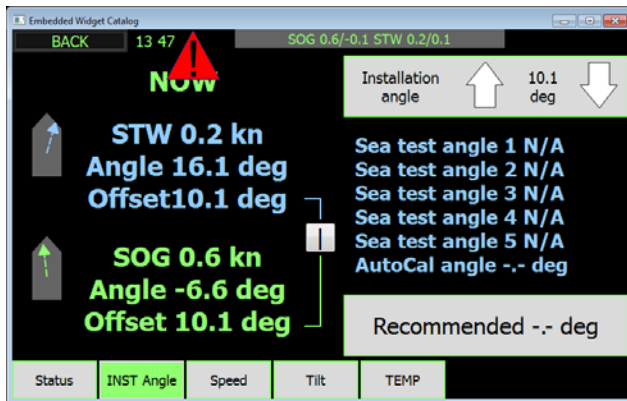 Embedded Widget Catalog
BACK
13 47
SOG 0.6/-0.1 STW 0.2/0.1
NOW
STW 0.2 kn
Angle 16.1 deg
Offset10.1 deg
SOG 0.6 kn
Angle -6.6 deg
Offset 10.1 deg
Installation
angle
10.1
deg
Sea test angle 1 N/A
Sea test angle 2 N/A
Sea test angle 3 N/A
Sea test angle 4 N/A
Sea test angle 5 N/A
AutoCal angle -.- deg
Recommended -.- deg
Status
INST Angle
Speed
Tilt
TEMP